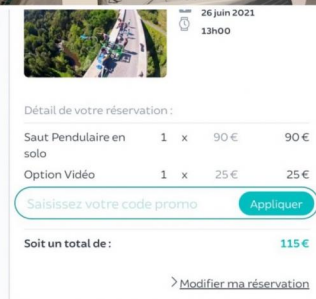 26 juin 2021
13h00
Détail de votre réservation :
Saut Pendulaire en solo 1 x 90 € 90 €
Option Vidéo 1 x 25 € 25 €
Saisissez votre code promo Appliquer
Soit un total de : 115 €
> Modifier ma réservation